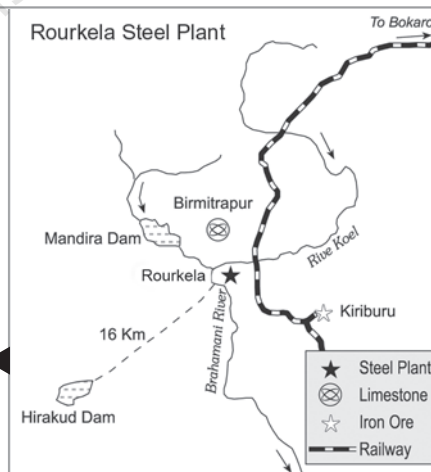 Rourkela Steel Plant
To Bokaro
Birmitrapur
Mandira Dam
Rive Koel
Rourkela
Kiriburu
16 Km
Brahamani River
Hirakud Dam
Steel Plant
Limestone
Iron Ore
Railway